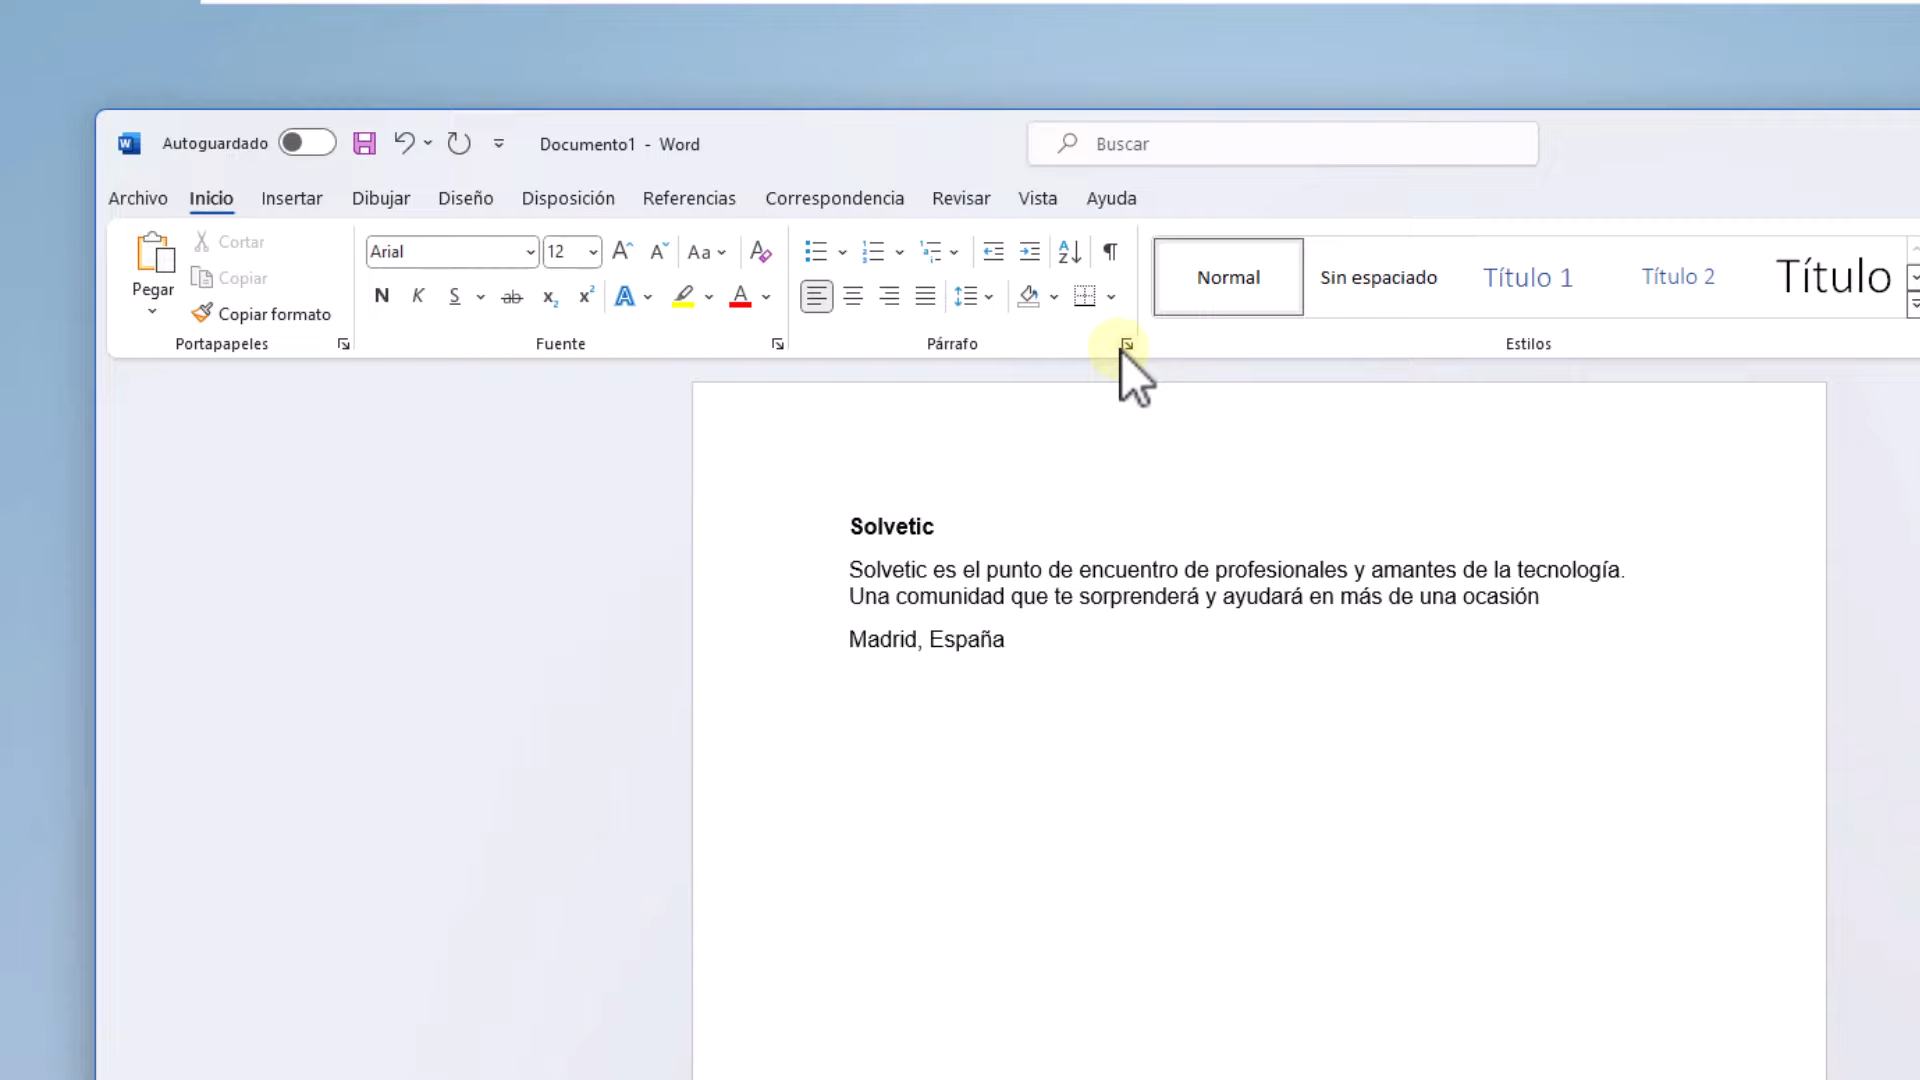 Autoguardado
Documento1 - Word
Buscar
Archivo Inicio Insertar Dibujar Diseño Disposición Referencias Correspondencia Revisar Vista Ayuda
Pegar
Cortar
Copiar
Copiar formato
Portapapeles
Arial 12
Aa
N K S ab x₂ x² A A
Fuente
Párrafo
Normal Sin espaciado Título 1 Título 2 Título
Estilos
Solvetic
Solvetic es el punto de encuentro de profesionales y amantes de la tecnología.
Una comunidad que te sorprenderá y ayudará en más de una ocasión
Madrid, España